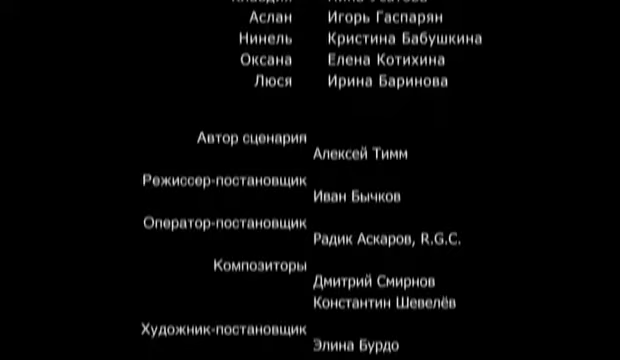 Аслан Игорь Гаспарян
Нинель Кристина Бабушкина
Оксана Елена Котихина
Люся Ирина Баринова
Автор сценария
Алексей Тимм
Режиссер-постановщик
Иван Бычков
Оператор-постановщик
Радик Аскаров, R.G.C.
Композиторы
Дмитрий Смирнов
Константин Шевелёв
Художник-постановщик
Элина Бурдо